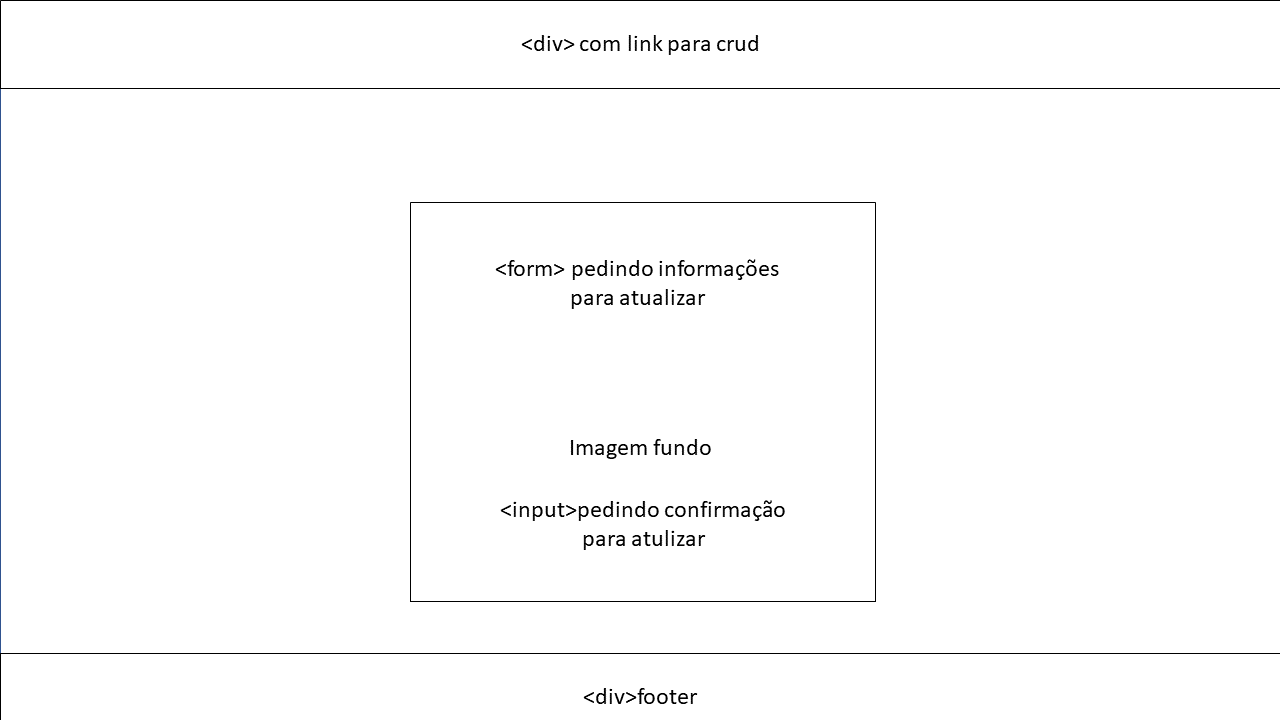 <div> com link para crud
<form> pedindo informações
para atualizar
Imagem fundo
<input>pedindo confirmação
para atulizar
<div>footer